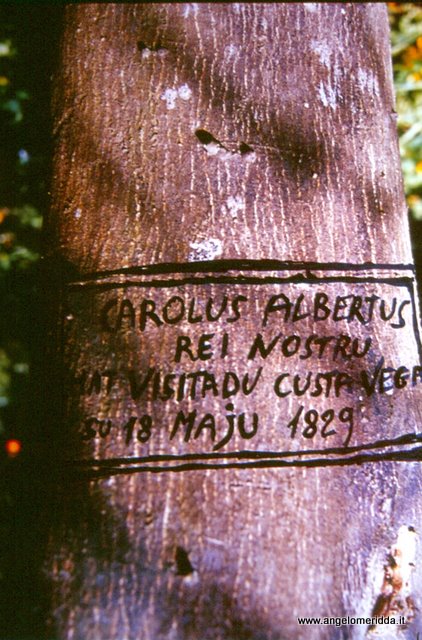 CAROLUS ALBERTUS
REI NOSTRU
HAT VISITADU CUSTA VEGA
SU 18 MAJU 1829
www.angelomeridda.it